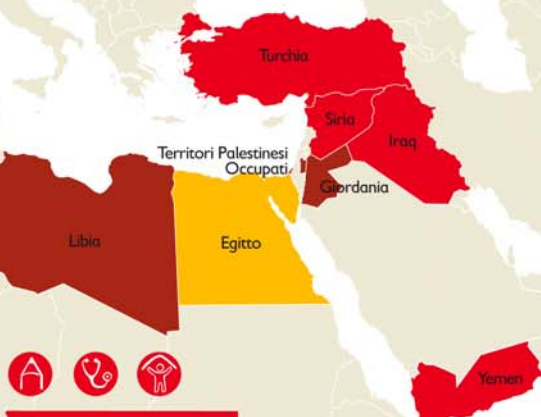 Turchia
Siria
Iraq
Territori Palestinesi
Occupati
Giordania
Libia
Egitto
Yemen